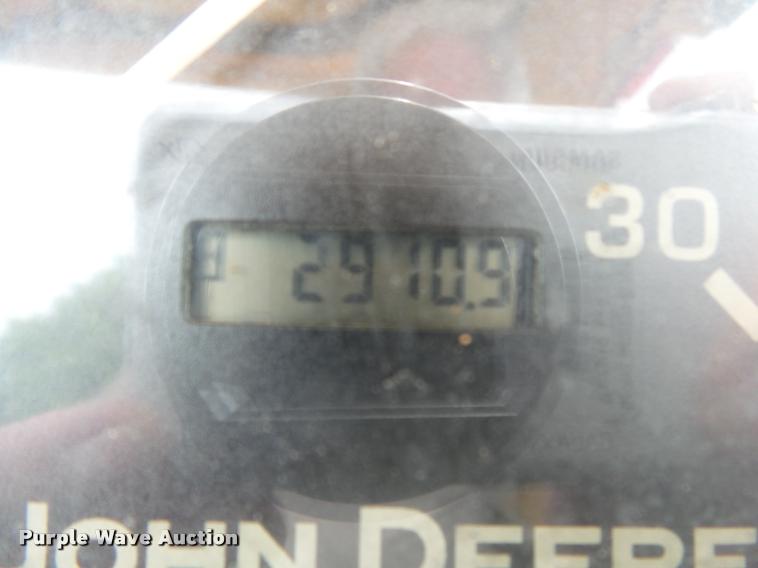 30
2910.9
JOHN DEERE
Purple Wave Auction